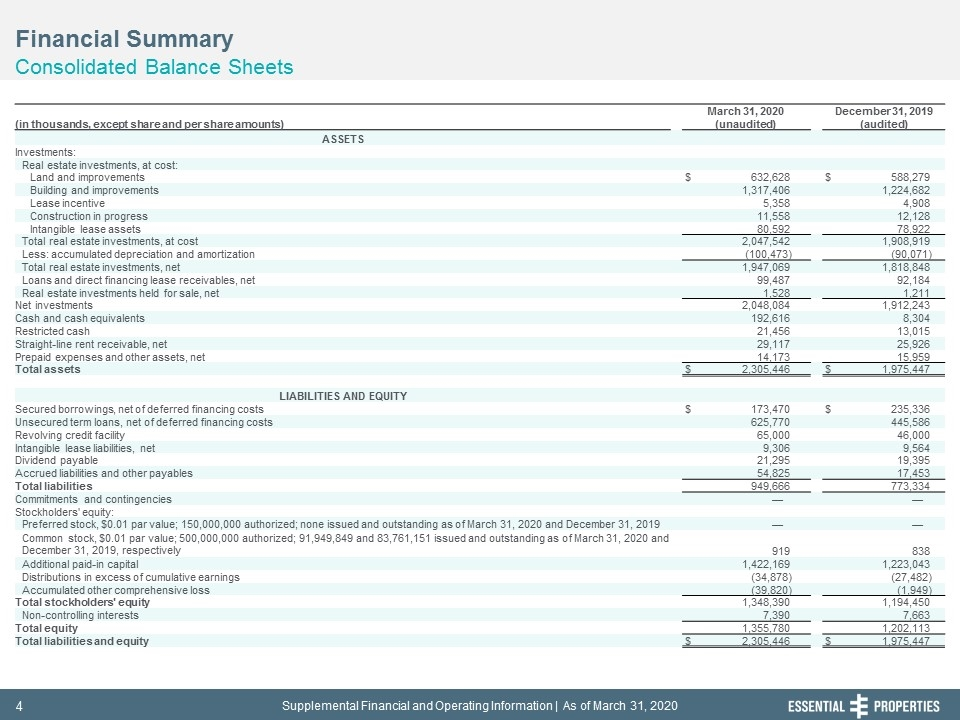 Financial Summary
Consolidated Balance Sheets
March 31, 2020 December 31, 2019
(in thousands, except share and per share amounts) (unaudited) (audited)
ASSETS
Investments:
Real estate investments, at cost:
Land and improvements $ 632,628 $ 588,279
Building and improvements 1,317,406 1,224,682
Lease incentive 5,358 4,908
Construction in progress 11,558 12,128
Intangible lease assets 80,592 78,922
Total real estate investments, at cost 2,047,542 1,908,919
Less: accumulated depreciation and amortization (100,473) (90,071)
Total real estate investments, net 1,947,069 1,818,848
Loans and direct financing lease receivables, net 99,487 92,184
Real estate investments held for sale, net 1,528 1,211
Net investments 2,048,084 1,912,243
Cash and cash equivalents 192,616 8,304
Restricted cash 21,456 13,015
Straight-line rent receivable, net 29,117 25,926
Prepaid expenses and other assets, net 14,173 15,959
Total assets $ 2,305,446 $ 1,975,447
LIABILITIES AND EQUITY
Secured borrowings, net of deferred financing costs $ 173,470 $ 235,336
Unsecured term loans, net of deferred financing costs 625,770 445,586
Revolving credit facility 65,000 46,000
Intangible lease liabilities, net 9,306 9,564
Dividend payable 21,295 19,395
Accrued liabilities and other payables 54,825 17,453
Total liabilities 949,666 773,334
Commitments and contingencies — —
Stockholders' equity:
Preferred stock, $0.01 par value; 150,000,000 authorized; none issued and outstanding as of March 31, 2020 and December 31, 2019 — —
Common stock, $0.01 par value; 500,000,000 authorized; 91,949,849 and 83,761,151 issued and outstanding as of March 31, 2020 and
December 31, 2019, respectively 919 838
Additional paid-in capital 1,422,169 1,223,043
Distributions in excess of cumulative earnings (34,878) (27,482)
Accumulated other comprehensive loss (39,820) (1,949)
Total stockholders' equity 1,348,390 1,194,450
Non-controlling interests 7,390 7,663
Total equity 1,355,780 1,202,113
Total liabilities and equity $ 2,305,446 $ 1,975,447
4 Supplemental Financial and Operating Information | As of March 31, 2020 ESSENTIAL PROPERTIES